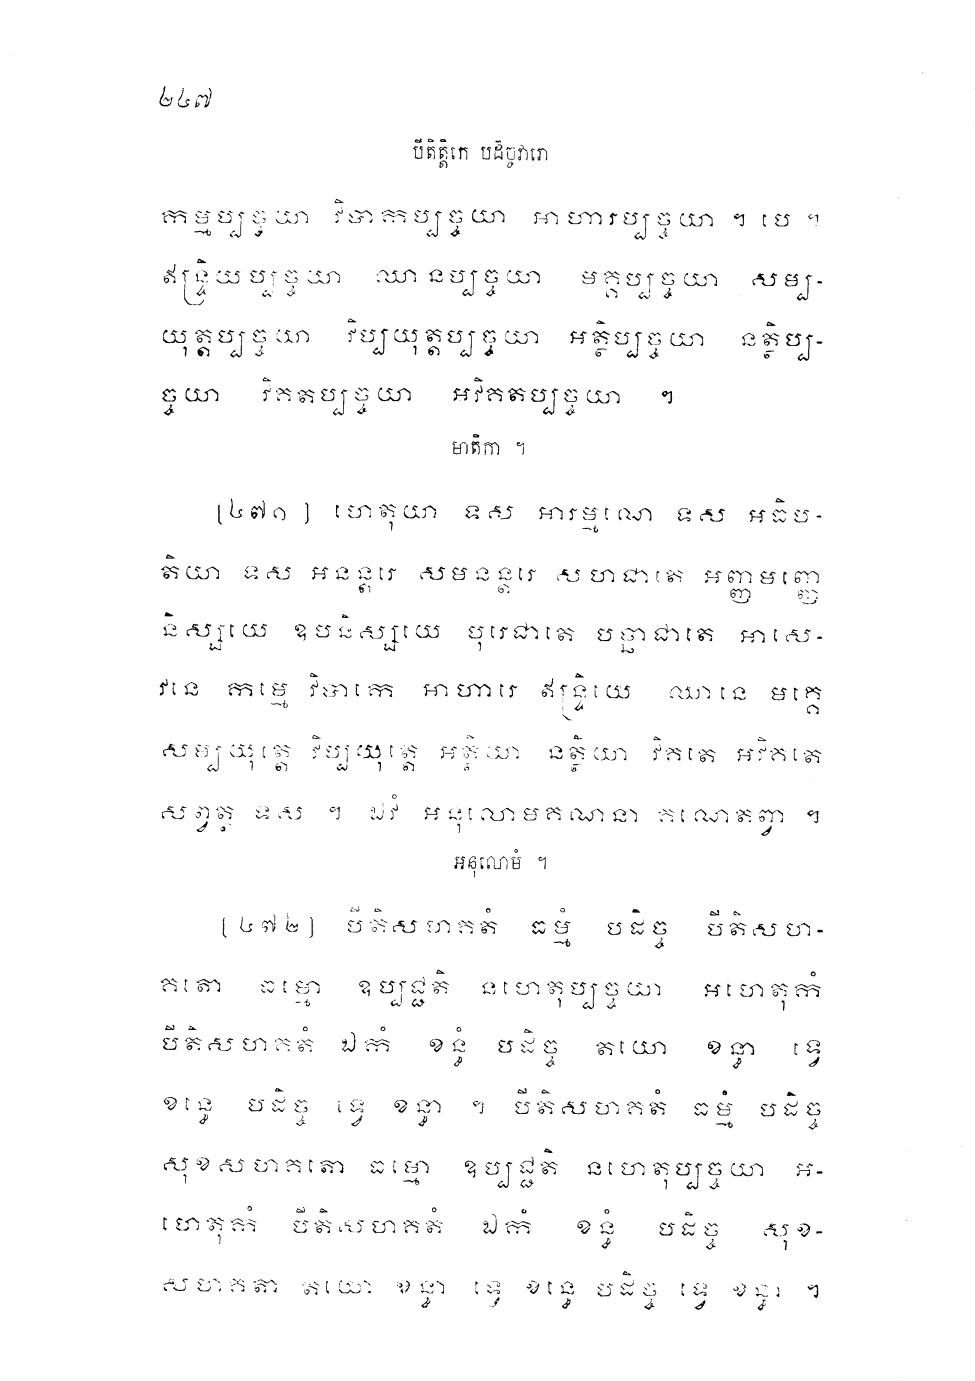 ២៤៧
បីតិត្តិកេ បដិច្ចវារោ
កម្មប្បច្ចយា វិបាកប្បច្ចយា អាហារប្បច្ចយា ។ បេ ។
ឥន្ទ្រិយប្បច្ចយា ឈានប្បច្ចយា មគ្គប្បច្ចយា សម្ប-
យុត្តប្បច្ចយា វិប្បយុត្តប្បច្ចយា អត្ថិប្បច្ចយា នត្ថិប្ប-
ច្ចយា វិគតប្បច្ចយា អវិគតប្បច្ចយា ។
មាតិកា ។
[៤៧១] ហេតុយា ទស អារម្មណេ ទស អធិប-
តិយា ទស អនន្តរេ សមនន្តរេ សហជាតេ អញ្ញមញ្ញេ
និស្សយេ ឧបនិស្សយេ បុរេជាតេ បច្ឆាជាតេ អាសេ-
វនេ កម្មេ វិបាកេ អាហារេ ឥន្ទ្រិយេ ឈានេ មគ្គេ
សម្បយុត្តេ វិប្បយុត្តេ អត្ថិយា នត្ថិយា វិគតេ អវិគតេ
សព្វត្ថ ទស ។ ឯវំ អនុលោមគណនា គណេតព្វា ។
អនុលោមំ ។
[៤៧២] បីតិសហគតំ ធម្មំ បដិច្ច បីតិសហ-
គតោ ធម្មោ ឧប្បជ្ជតិ នហេតុប្បច្ចយា អហេតុកំ
បីតិសហគតំ ឯកំ ខន្ធំ បដិច្ច តយោ ខន្ធា ទ្វេ
ខន្ធេ បដិច្ច ទ្វេ ខន្ធា ។ បីតិសហគតំ ធម្មំ បដិច្ច
សុខសហគតោ ធម្មោ ឧប្បជ្ជតិ នហេតុប្បច្ចយា អ-
ហេតុកំ បីតិសហគតំ ឯកំ ខន្ធំ បដិច្ច សុខ-
សហគតា តយោ ខន្ធា ទ្វេ ខន្ធេ បដិច្ច ទ្វេ ខន្ធា ។